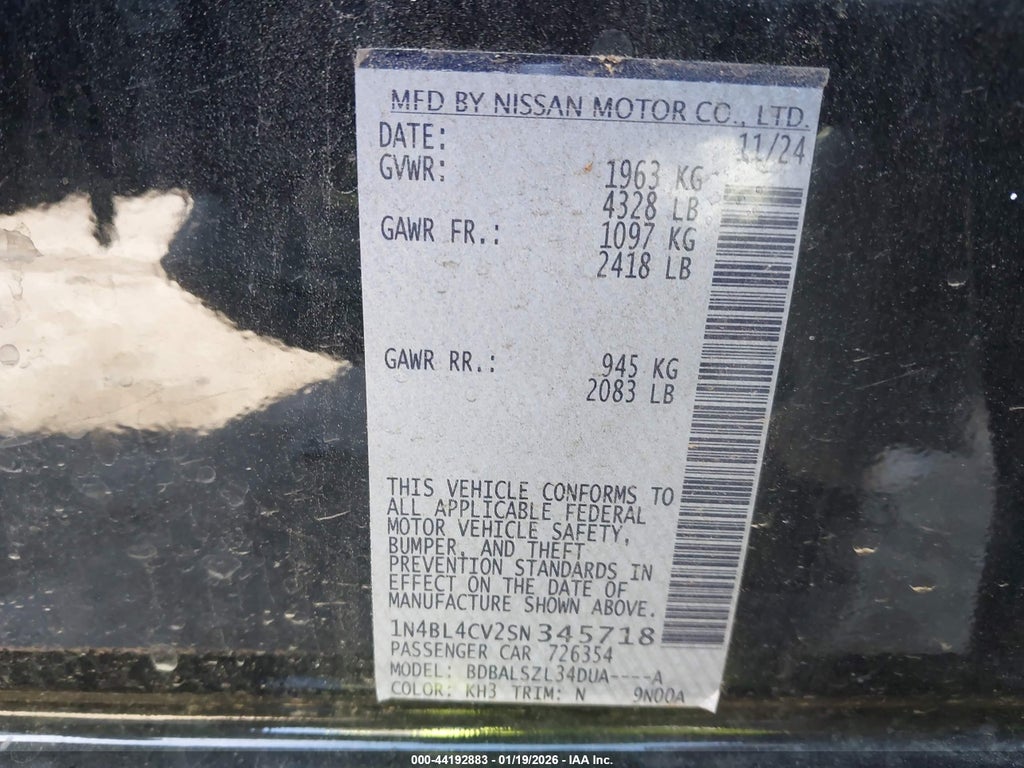 MFD BY NISSAN MOTOR CO., LTD.
DATE: 11/24
GVWR: 1963 KG
4328 LB
GAWR FR.: 1097 KG
2418 LB
GAWR RR.: 945 KG
2083 LB
THIS VEHICLE CONFORMS TO
ALL APPLICABLE FEDERAL
MOTOR VEHICLE SAFETY,
BUMPER, AND THEFT
PREVENTION STANDARDS IN
EFFECT ON THE DATE OF
MANUFACTURE SHOWN ABOVE.
1N4BL4CV2SN345718
PASSENGER CAR 726354
MODEL: BDBALSZL34DUA----A
COLOR: KH3 TRIM: N 9N00A
000-44192883 - 01/19/2026 - IAA Inc.